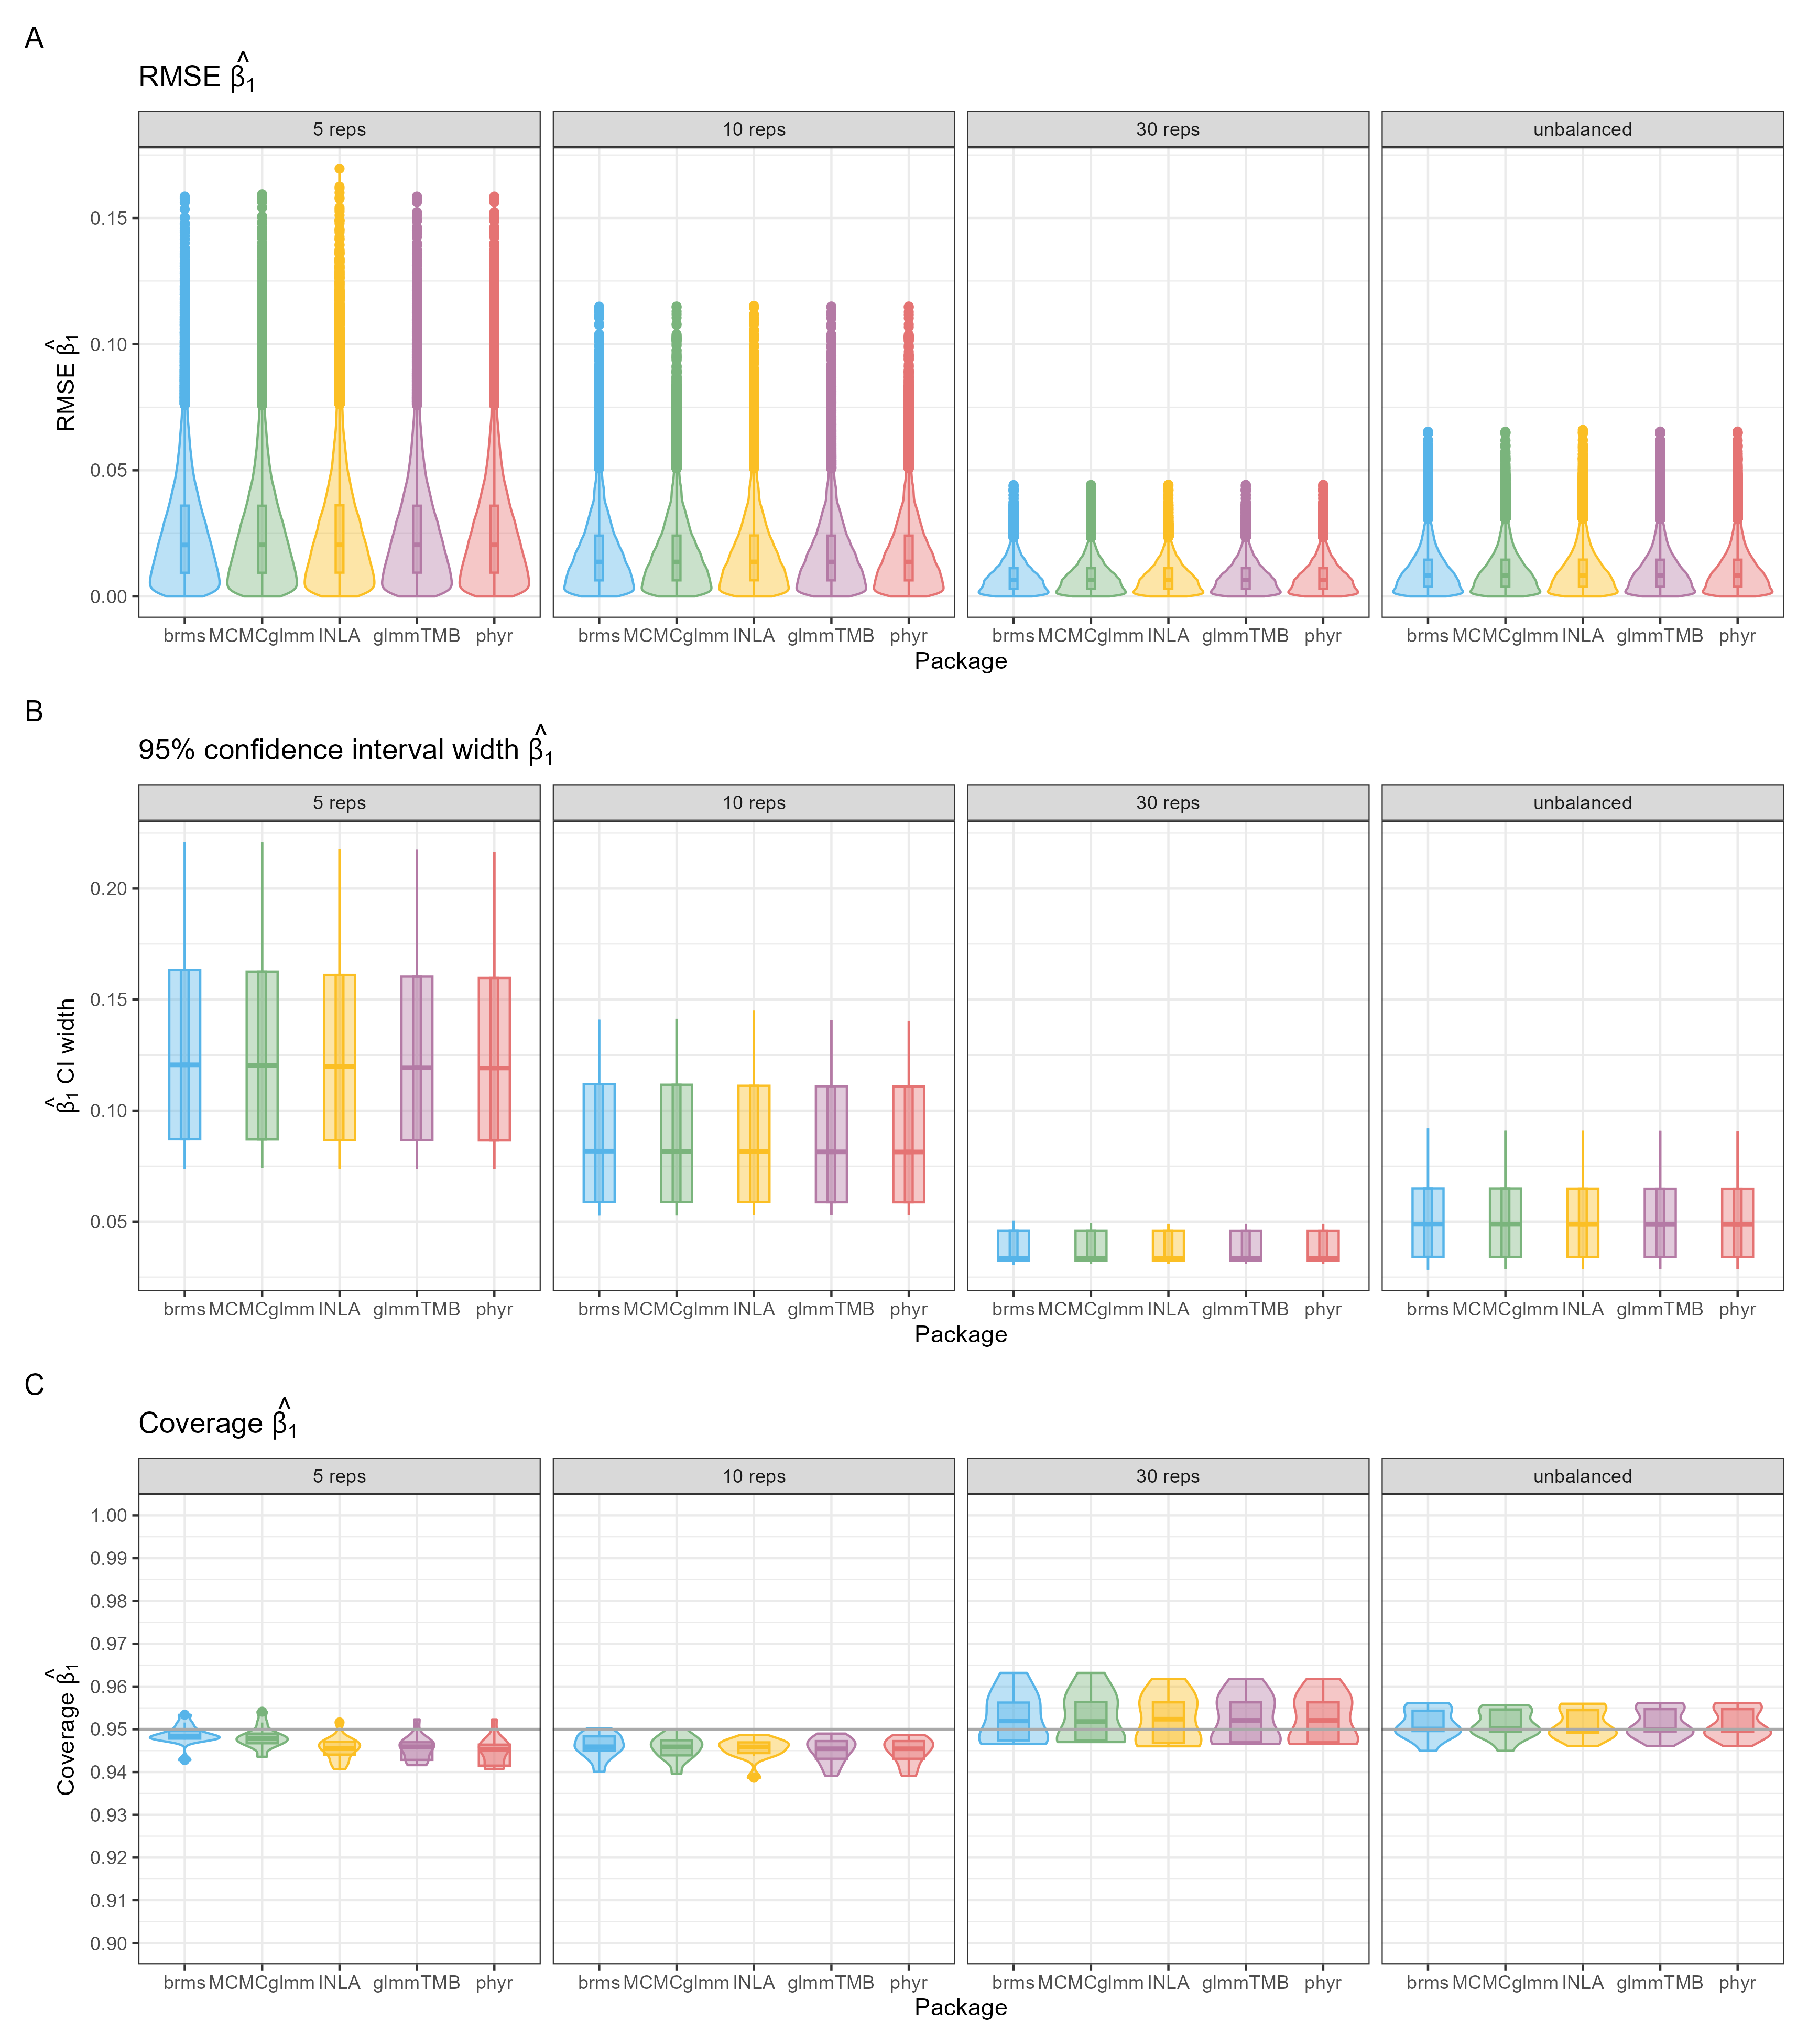 A
RMSE β̂₁
5 reps 10 reps 30 reps unbalanced
RMSE β̂₁
0.15
0.10
0.05
0.00
brms MCMCglmm INLA glmmTMB phyr brms MCMCglmm INLA glmmTMB phyr brms MCMCglmm INLA glmmTMB phyr brms MCMCglmm INLA glmmTMB phyr
Package
B
95% confidence interval width β̂₁
5 reps 10 reps 30 reps unbalanced
β̂₁ CI width
0.20
0.15
0.10
0.05
brms MCMCglmm INLA glmmTMB phyr brms MCMCglmm INLA glmmTMB phyr brms MCMCglmm INLA glmmTMB phyr brms MCMCglmm INLA glmmTMB phyr
Package
C
Coverage β̂₁
5 reps 10 reps 30 reps unbalanced
Coverage β̂₁
1.00
0.99
0.98
0.97
0.96
0.95
0.94
0.93
0.92
0.91
0.90
brms MCMCglmm INLA glmmTMB phyr brms MCMCglmm INLA glmmTMB phyr brms MCMCglmm INLA glmmTMB phyr brms MCMCglmm INLA glmmTMB phyr
Package